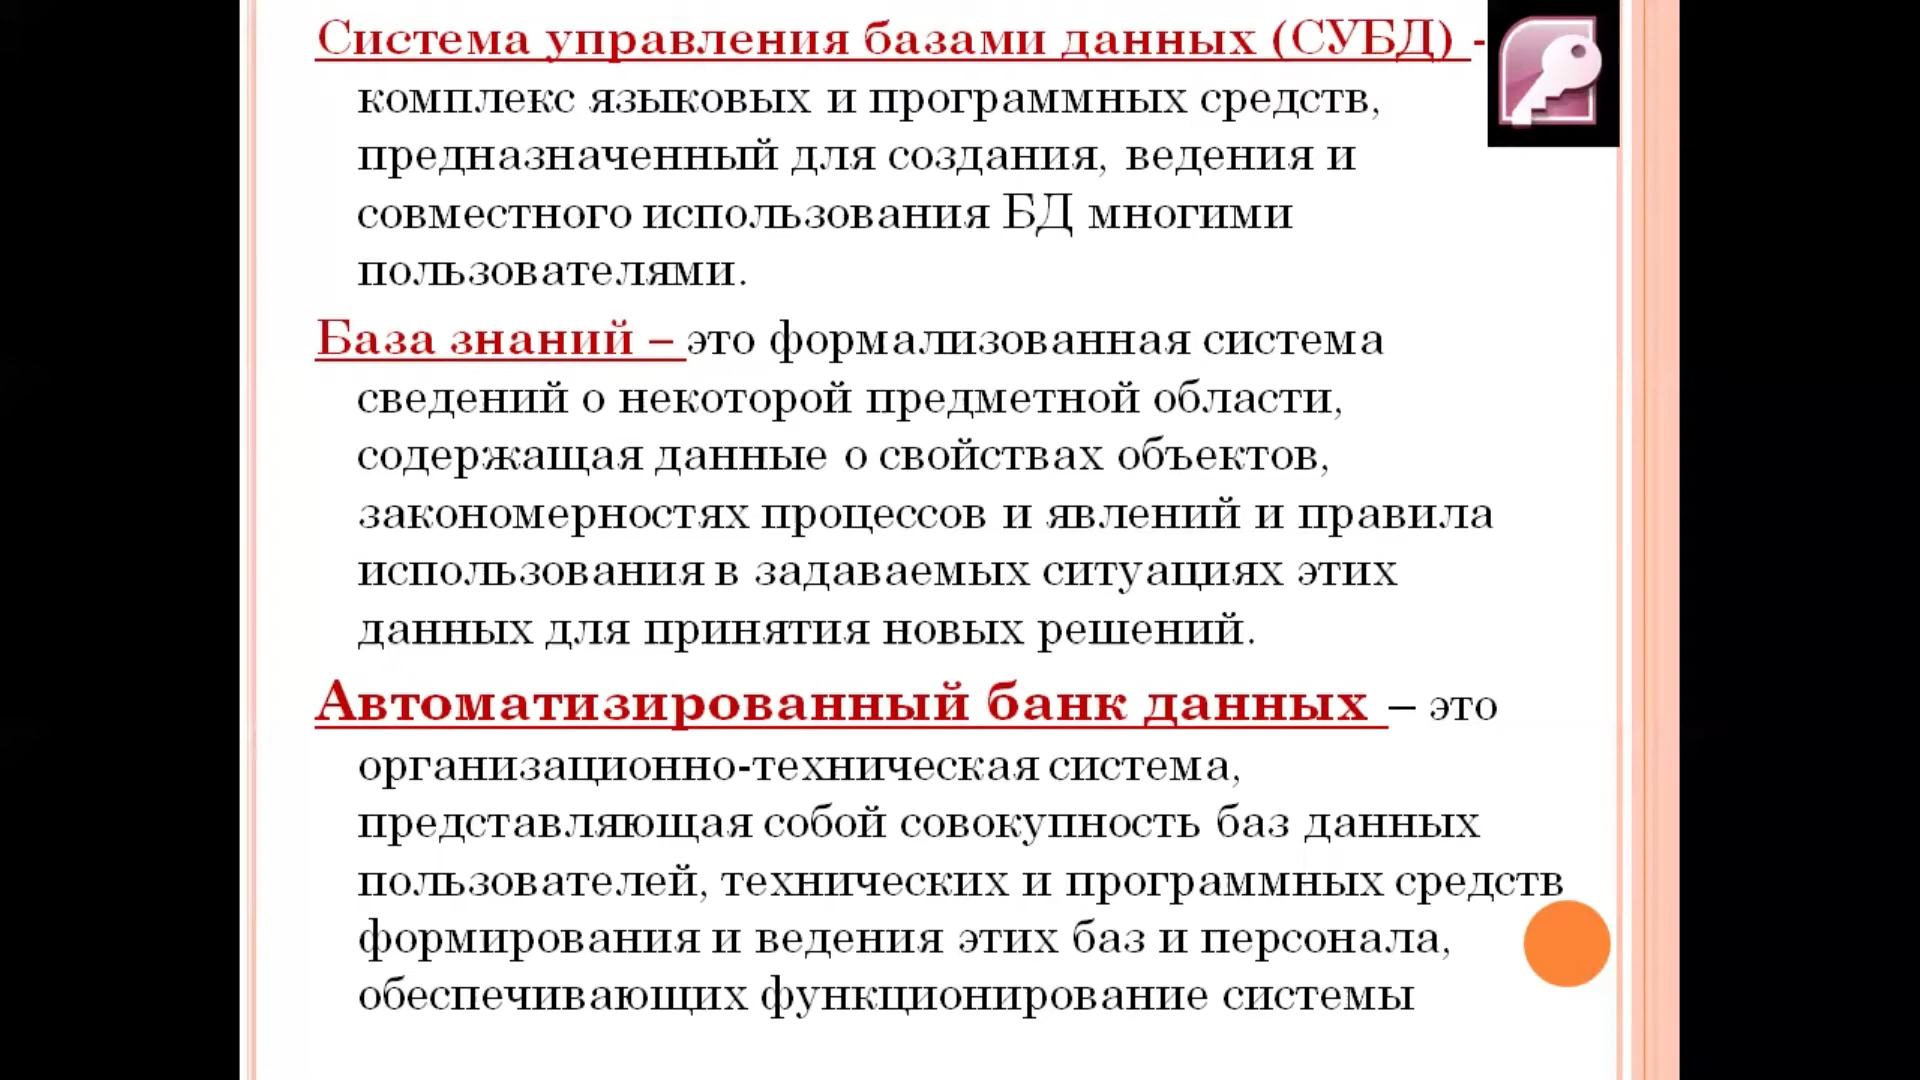 Система управления базами данных (СУБД) -
комплекс языковых и программных средств,
предназначенный для создания, ведения и
совместного использования БД многими
пользователями.
База знаний – это формализованная система
сведений о некоторой предметной области,
содержащая данные о свойствах объектов,
закономерностях процессов и явлений и правила
использования в задаваемых ситуациях этих
данных для принятия новых решений.
Автоматизированный банк данных – это
организационно-техническая система,
представляющая собой совокупность баз данных
пользователей, технических и программных средств
формирования и ведения этих баз и персонала,
обеспечивающих функционирование системы